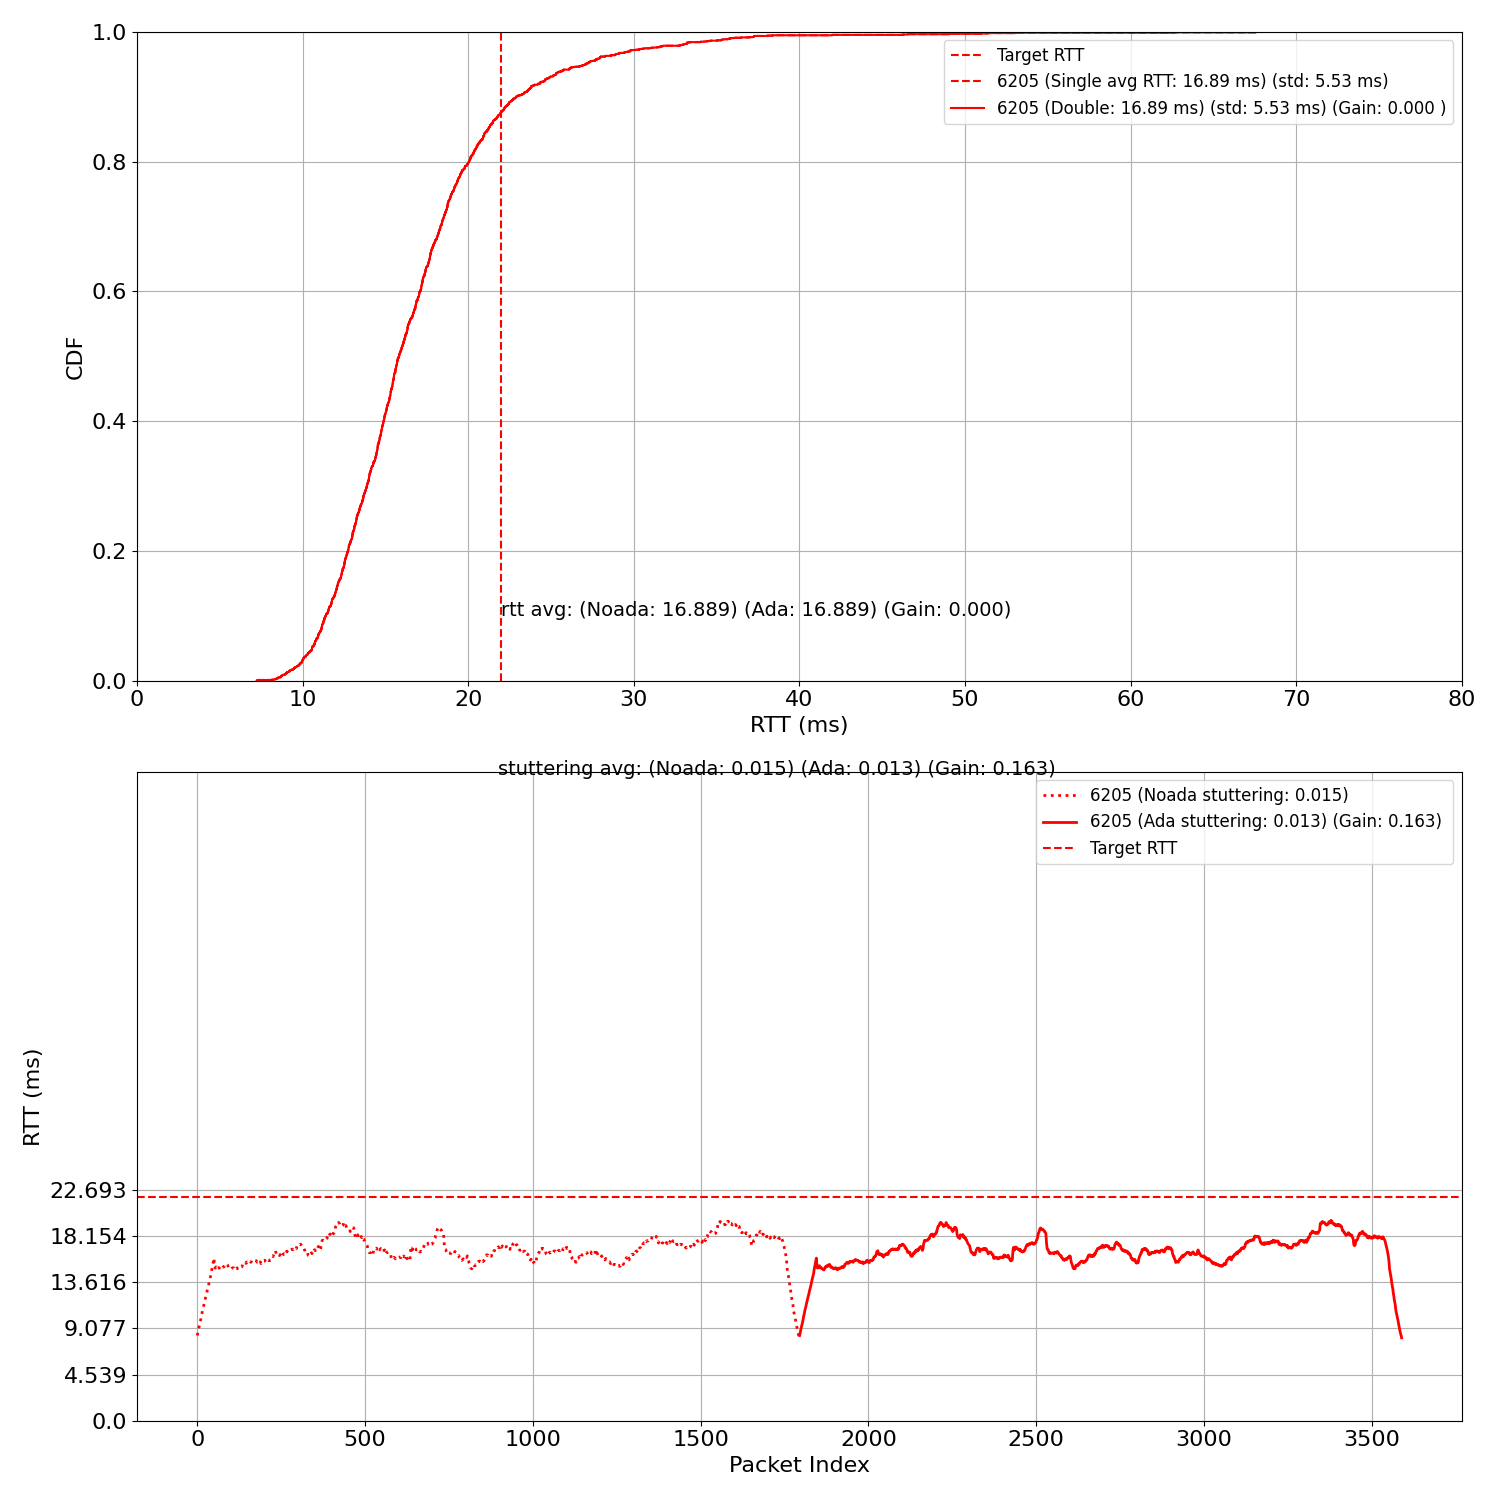 1.0
0.8
0.6
0.4
0.2
0.0
CDF
0 10 20 30 40 50 60 70 80
RTT (ms)
Target RTT
6205 (Single avg RTT: 16.89 ms) (std: 5.53 ms)
6205 (Double: 16.89 ms) (std: 5.53 ms) (Gain: 0.000 )
rtt avg: (Noada: 16.889) (Ada: 16.889) (Gain: 0.000)
stuttering avg: (Noada: 0.015) (Ada: 0.013) (Gain: 0.163)
6205 (Noada stuttering: 0.015)
6205 (Ada stuttering: 0.013) (Gain: 0.163)
Target RTT
RTT (ms)
22.693
18.154
13.616
9.077
4.539
0.0
0 500 1000 1500 2000 2500 3000 3500
Packet Index